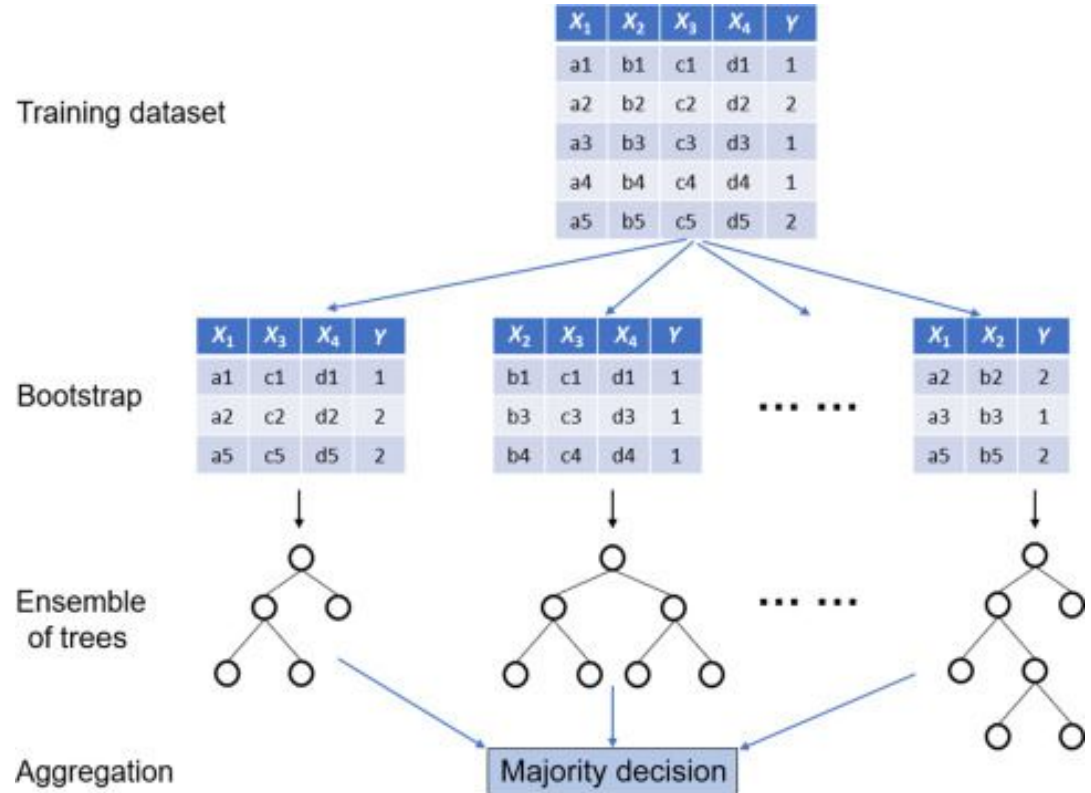 X1 X2 X3 X4 Y
a1 b1 c1 d1 1
Training dataset
a2 b2 c2 d2 2
a3 b3 c3 d3 1
a4 b4 c4 d4 1
a5 b5 c5 d5 2
Bootstrap
X1 X3 X4 Y
a1 c1 d1 1
a2 c2 d2 2
a5 c5 d5 2
X2 X3 X4 Y
b1 c1 d1 1
b3 c3 d3 1
b4 c4 d4 1
... ...
X1 X2 Y
a2 b2 2
a3 b3 1
a5 b5 2
Ensemble
of trees
... ...
Aggregation
Majority decision